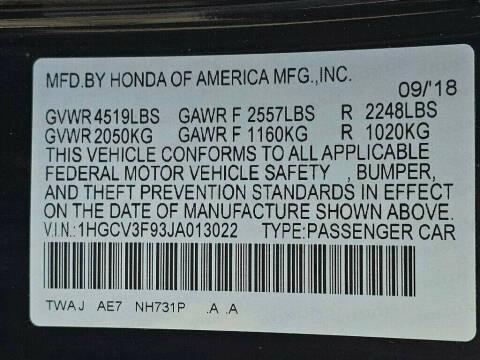 MFD.BY HONDA OF AMERICA MFG.,INC.
09/'18
GVWR 4519LBS GAWR F 2557LBS R 2248LBS
GVWR 2050KG GAWR F 1160KG R 1020KG
THIS VEHICLE CONFORMS TO ALL APPLICABLE
FEDERAL MOTOR VEHICLE SAFETY , BUMPER,
AND THEFT PREVENTION STANDARDS IN EFFECT
ON THE DATE OF MANUFACTURE SHOWN ABOVE.
V.I.N.:1HGCV3F93JA013022 TYPE:PASSENGER CAR
TWAJ AE7 NH731P .A .A